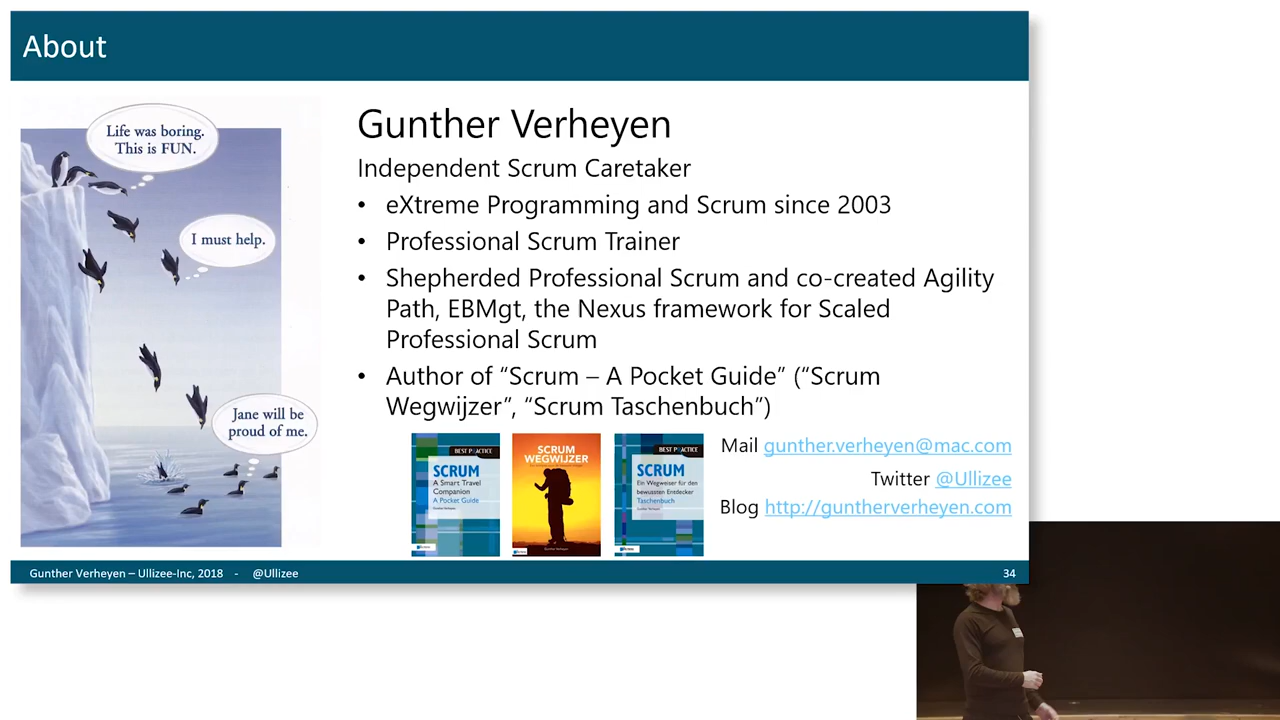 About
Life was boring.
This is FUN.
I must help.
Jane will be
proud of me.
Gunther Verheyen
Independent Scrum Caretaker
• eXtreme Programming and Scrum since 2003
• Professional Scrum Trainer
• Shepherded Professional Scrum and co-created Agility
Path, EBMgt, the Nexus framework for Scaled
Professional Scrum
• Author of “Scrum – A Pocket Guide” (“Scrum
Wegwijzer”, “Scrum Taschenbuch”)
BEST PRACTICE
SCRUM
A Smart Travel
Companion
A Pocket Guide
SCRUM
WEGWIJZER
BEST PRACTICE
SCRUM
Ein Wegweiser für den
bewussten Entdecker
Taschenbuch
Mail gunther.verheyen@mac.com
Twitter @Ullizee
Blog http://guntherverheyen.com
Gunther Verheyen – Ullizee-Inc, 2018 - @Ullizee
34